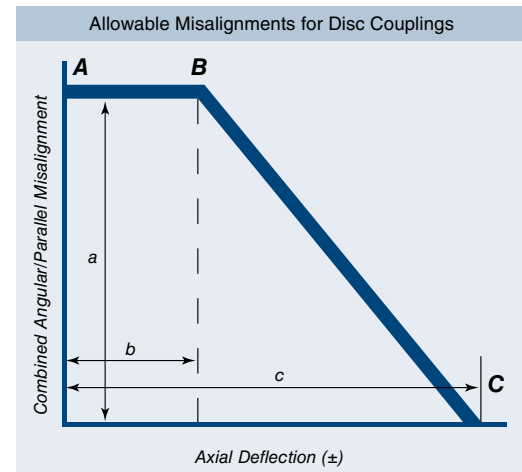 Allowable Misalignments for Disc Couplings
A
B
Combined Angular/Parallel Misalignment
a
b
c
C
Axial Deflection (±)